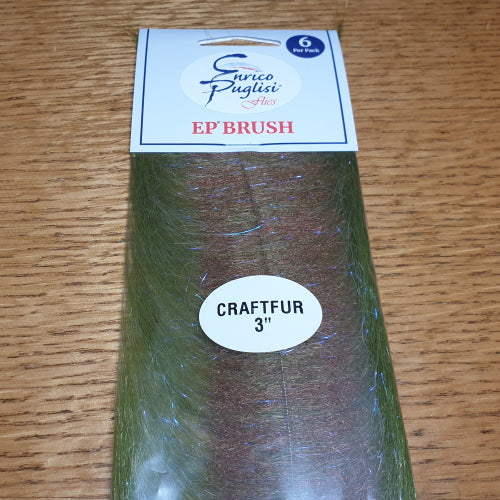 6
Per Pack
Enrico
Puglisi®
Flies
EP® BRUSH
CRAFTFUR
3"